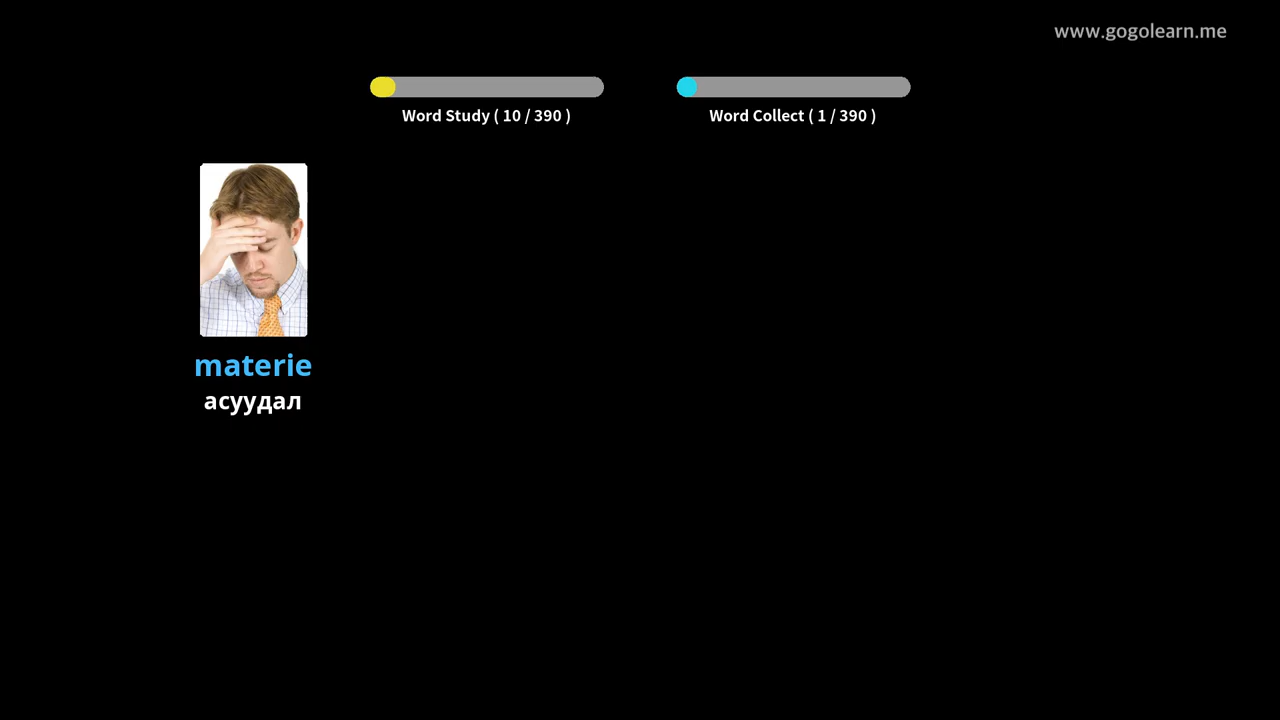 www.gogolearn.me
Word Study ( 10 / 390 )
Word Collect ( 1 / 390 )
materie
асуудал